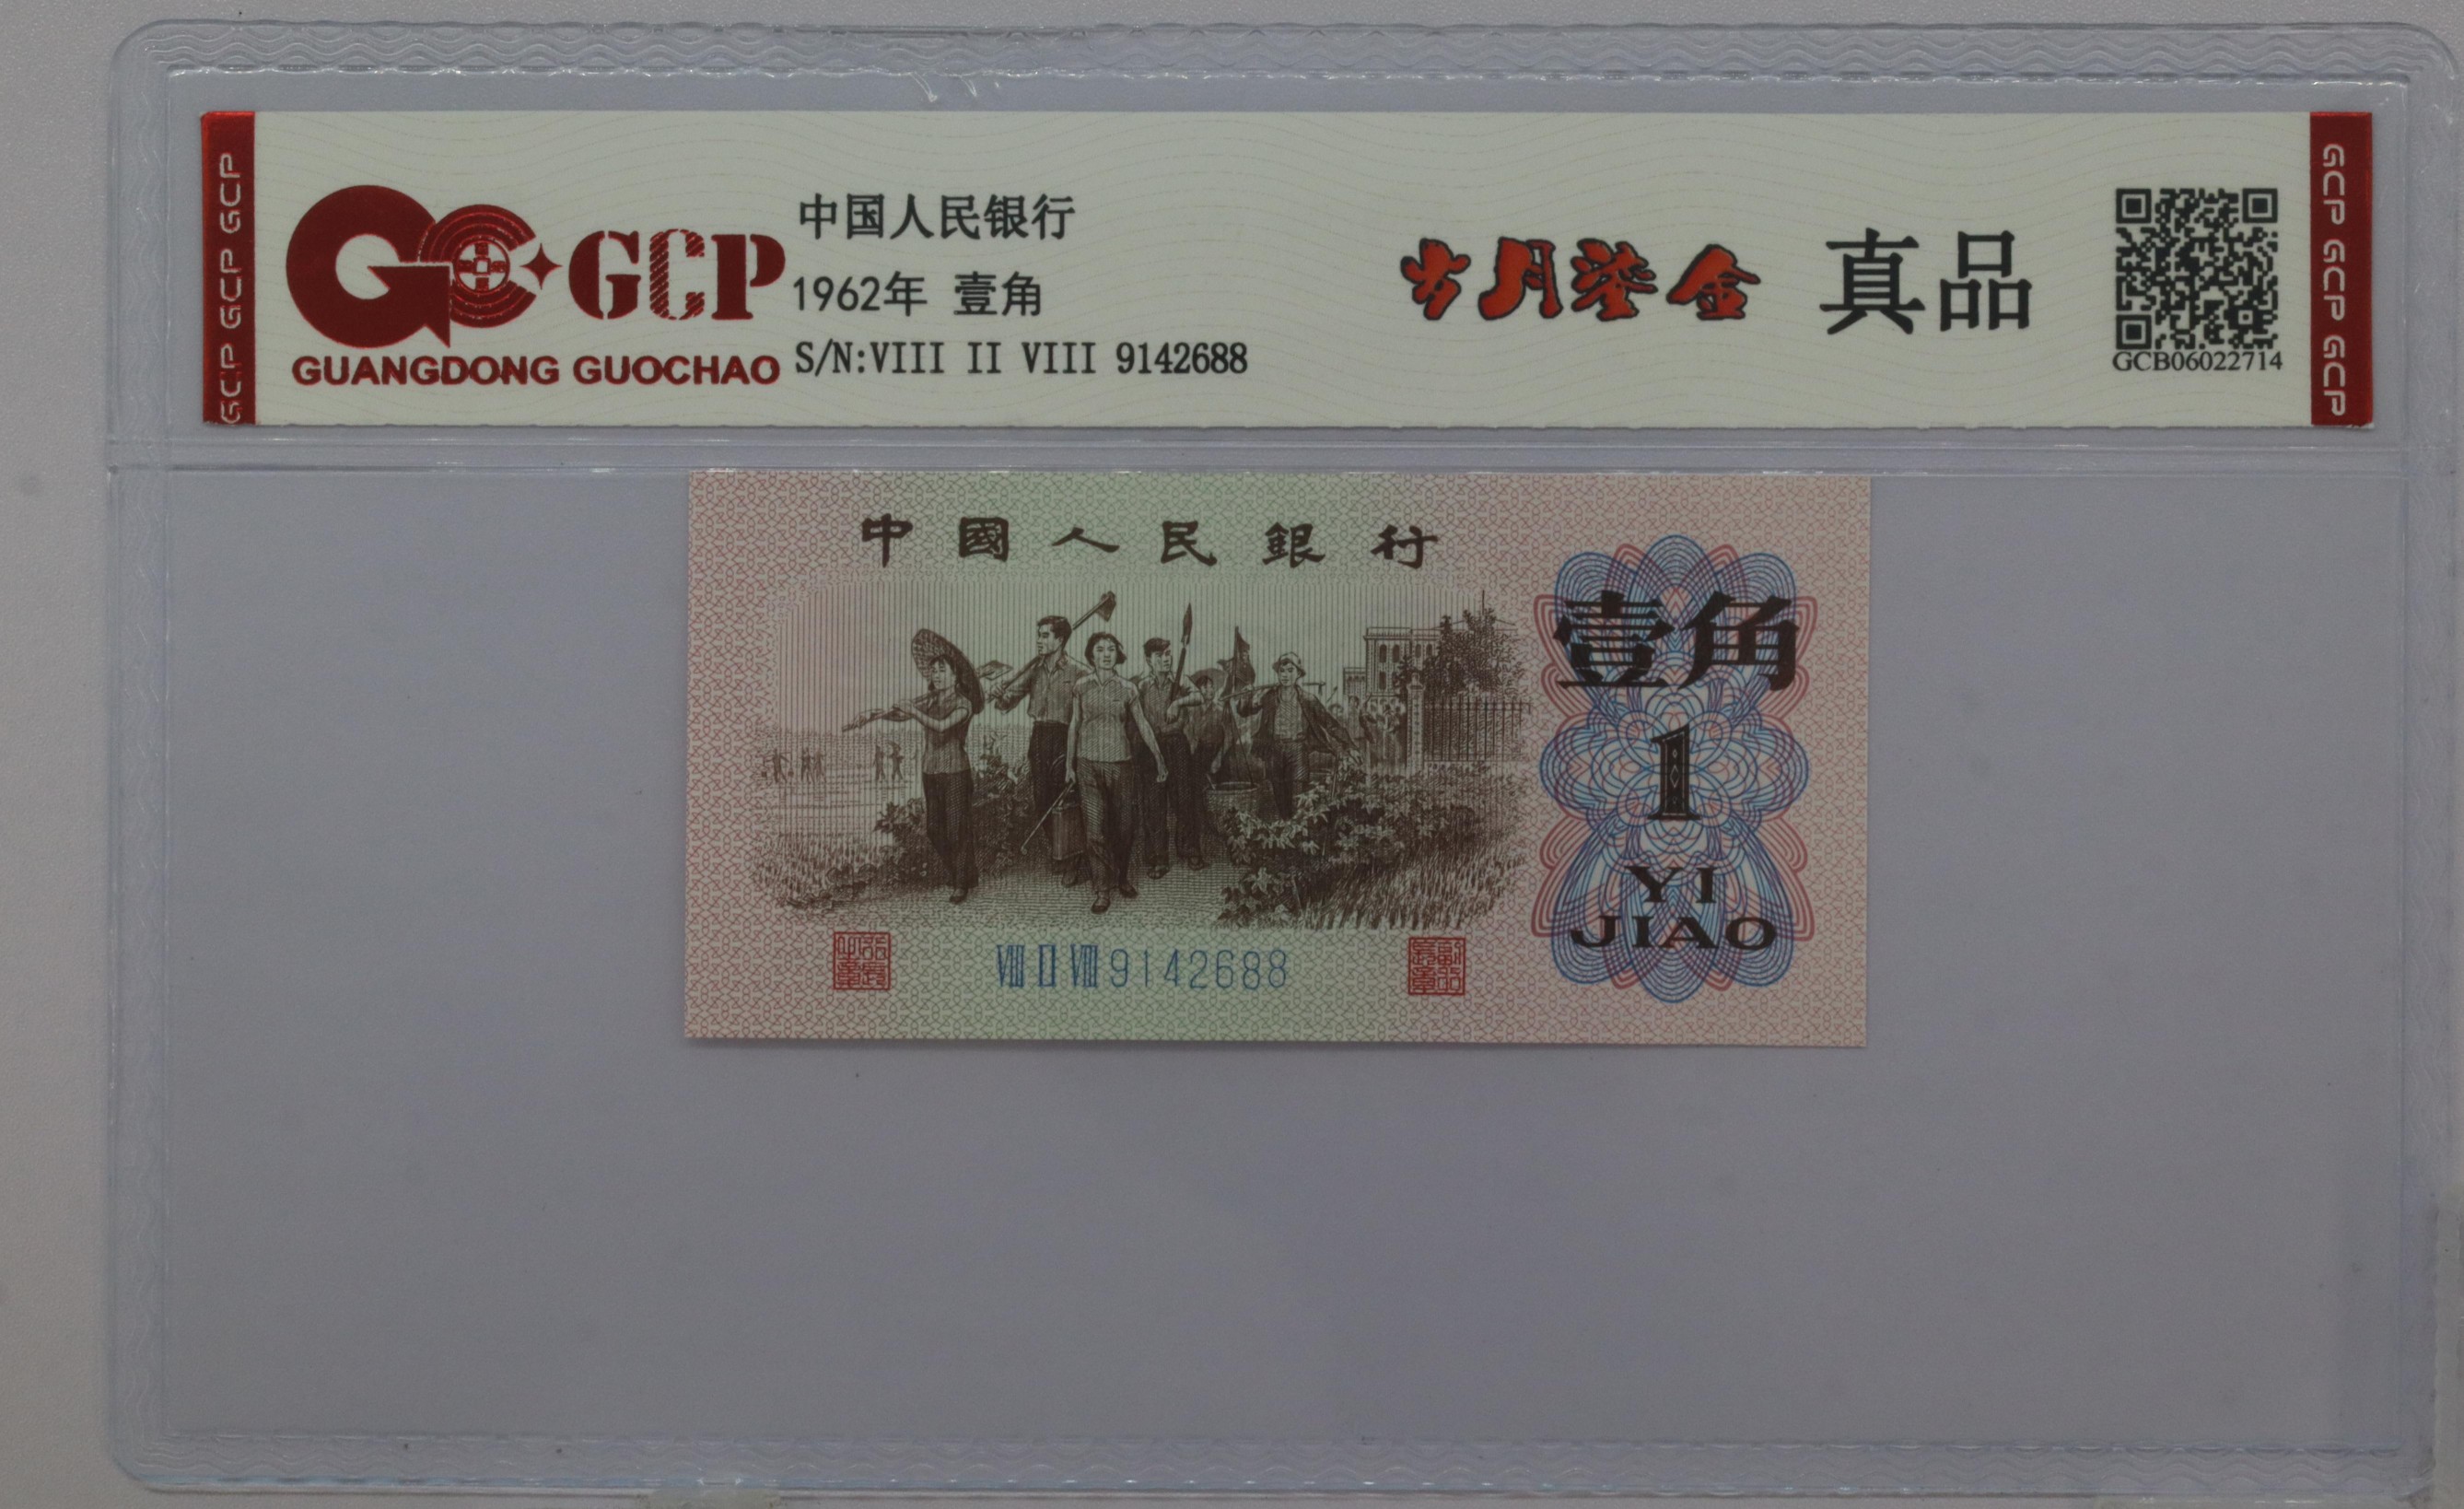 GCP GCP GCP
GCP
GUANGDONG GUOCHAO
中国人民银行
1962年 壹角
S/N:VIII II VIII 9142688
岁月鎏金 真品
GCB06022714
GCP GCP GCP
中國人民銀行
壹角
1
YI
JIAO
VIII II VIII 9142688